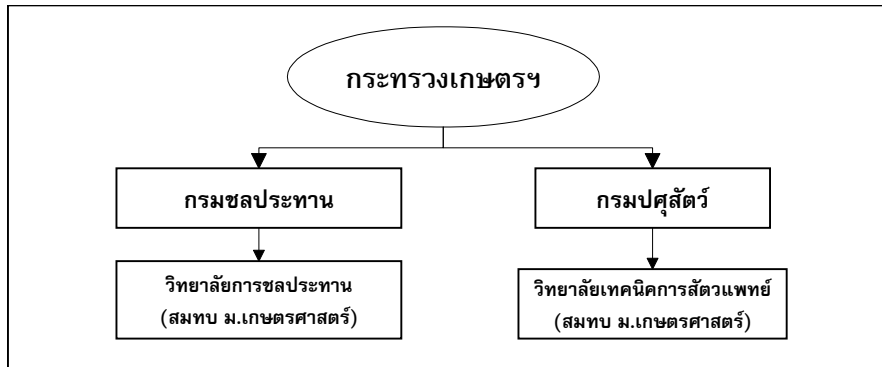 กระทรวงเกษตรฯ
กรมชลประทาน
กรมปศุสัตว์
วิทยาลัยการชลประทาน
(สมทบ ม.เกษตรศาสตร์)
วิทยาลัยเทคนิคการสัตวแพทย์
(สมทบ ม.เกษตรศาสตร์)